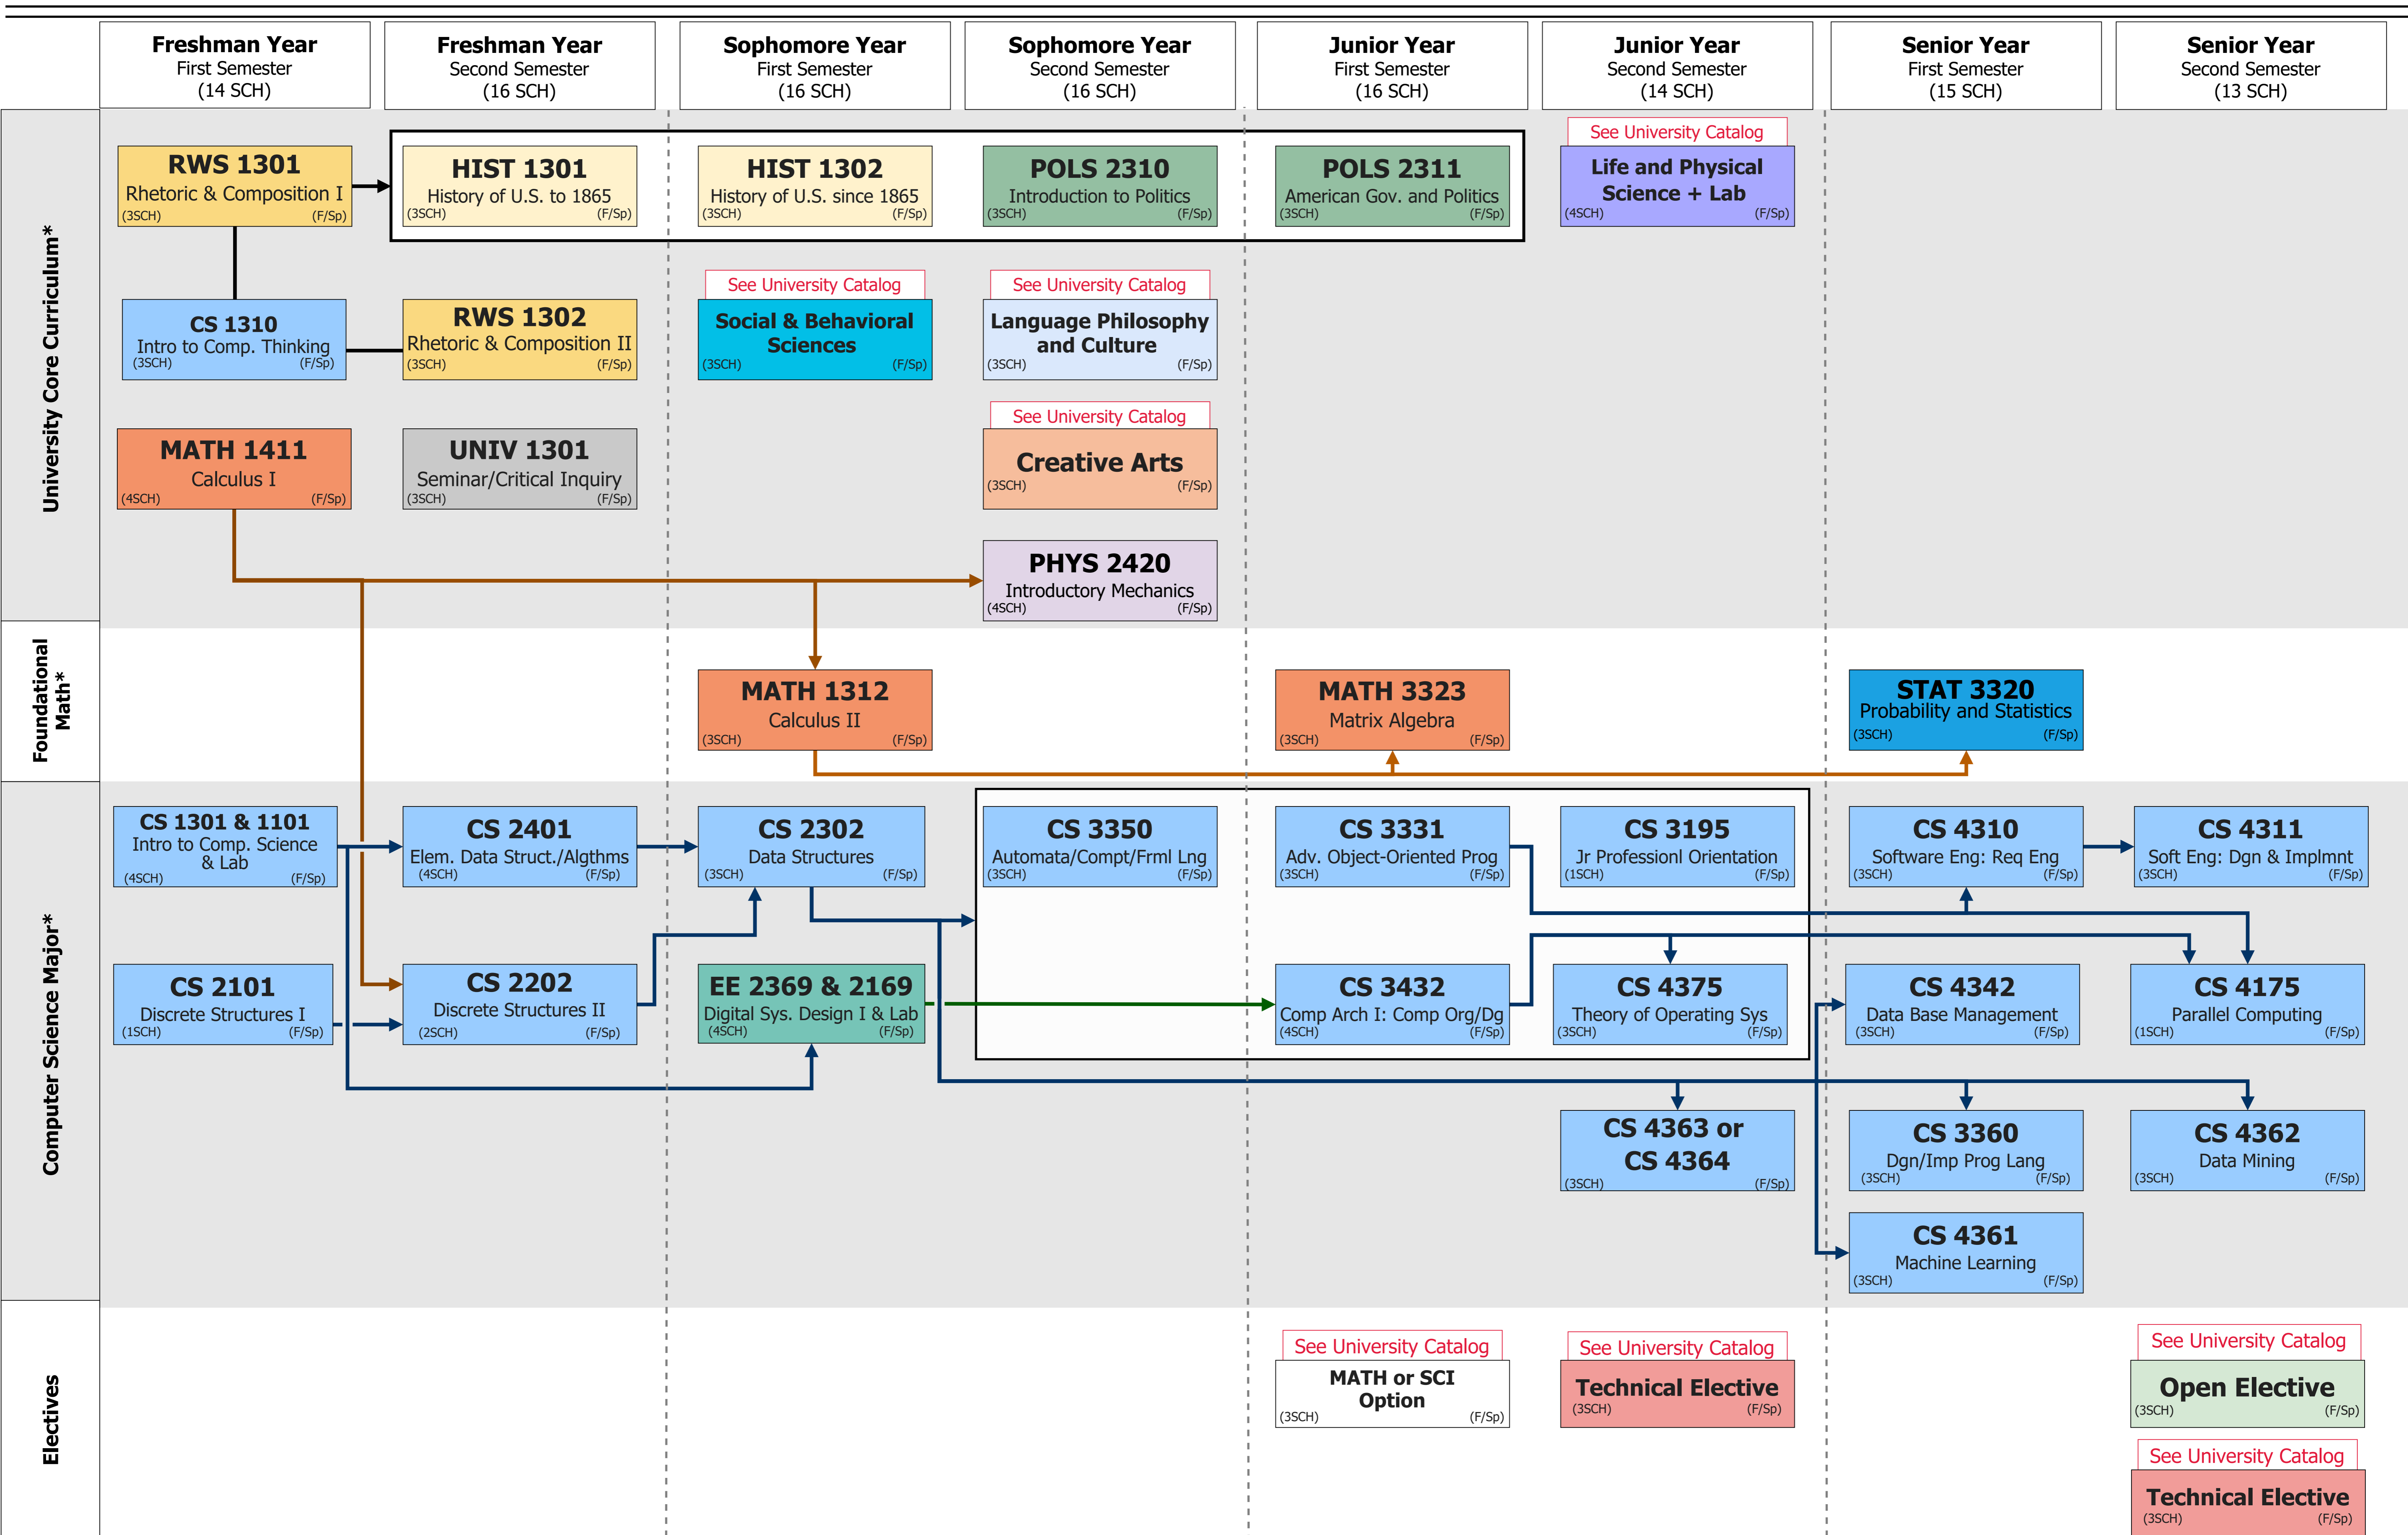 Freshman Year
First Semester
(14 SCH)
Freshman Year
Second Semester
(16 SCH)
Sophomore Year
First Semester
(16 SCH)
Sophomore Year
Second Semester
(16 SCH)
Junior Year
First Semester
(16 SCH)
Junior Year
Second Semester
(14 SCH)
Senior Year
First Semester
(15 SCH)
Senior Year
Second Semester
(13 SCH)
University Core Curriculum*
RWS 1301
Rhetoric & Composition I
(3SCH) (F/Sp)
HIST 1301
History of U.S. to 1865
(3SCH) (F/Sp)
HIST 1302
History of U.S. since 1865
(3SCH) (F/Sp)
POLS 2310
Introduction to Politics
(3SCH) (F/Sp)
POLS 2311
American Gov. and Politics
(3SCH) (F/Sp)
See University Catalog
Life and Physical
Science + Lab
(4SCH) (F/Sp)
CS 1310
Intro to Comp. Thinking
(3SCH) (F/Sp)
RWS 1302
Rhetoric & Composition II
(3SCH) (F/Sp)
See University Catalog
Social & Behavioral
Sciences
(3SCH) (F/Sp)
See University Catalog
Language Philosophy
and Culture
(3SCH) (F/Sp)
MATH 1411
Calculus I
(4SCH) (F/Sp)
UNIV 1301
Seminar/Critical Inquiry
(3SCH) (F/Sp)
See University Catalog
Creative Arts
(3SCH) (F/Sp)
PHYS 2420
Introductory Mechanics
(4SCH) (F/Sp)
Foundational
Math*
MATH 1312
Calculus II
(3SCH) (F/Sp)
MATH 3323
Matrix Algebra
(3SCH) (F/Sp)
STAT 3320
Probability and Statistics
(3SCH) (F/Sp)
Computer Science Major*
CS 1301 & 1101
Intro to Comp. Science
& Lab
(4SCH) (F/Sp)
CS 2401
Elem. Data Struct./Algthms
(4SCH) (F/Sp)
CS 2302
Data Structures
(3SCH) (F/Sp)
CS 3350
Automata/Compt/Frml Lng
(3SCH) (F/Sp)
CS 3331
Adv. Object-Oriented Prog
(3SCH) (F/Sp)
CS 3195
Jr Professionl Orientation
(1SCH) (F/Sp)
CS 4310
Software Eng: Req Eng
(3SCH) (F/Sp)
CS 4311
Soft Eng: Dgn & Implmnt
(3SCH) (F/Sp)
CS 2101
Discrete Structures I
(1SCH) (F/Sp)
CS 2202
Discrete Structures II
(2SCH) (F/Sp)
EE 2369 & 2169
Digital Sys. Design I & Lab
(4SCH) (F/Sp)
CS 3432
Comp Arch I: Comp Org/Dg
(4SCH) (F/Sp)
CS 4375
Theory of Operating Sys
(3SCH) (F/Sp)
CS 4342
Data Base Management
(3SCH) (F/Sp)
CS 4175
Parallel Computing
(1SCH) (F/Sp)
CS 4363 or
CS 4364
(3SCH) (F/Sp)
CS 3360
Dgn/Imp Prog Lang
(3SCH) (F/Sp)
CS 4362
Data Mining
(3SCH) (F/Sp)
CS 4361
Machine Learning
(3SCH) (F/Sp)
Electives
See University Catalog
MATH or SCI
Option
(3SCH) (F/Sp)
See University Catalog
Technical Elective
(3SCH) (F/Sp)
See University Catalog
Open Elective
(3SCH) (F/Sp)
See University Catalog
Technical Elective
(3SCH) (F/Sp)